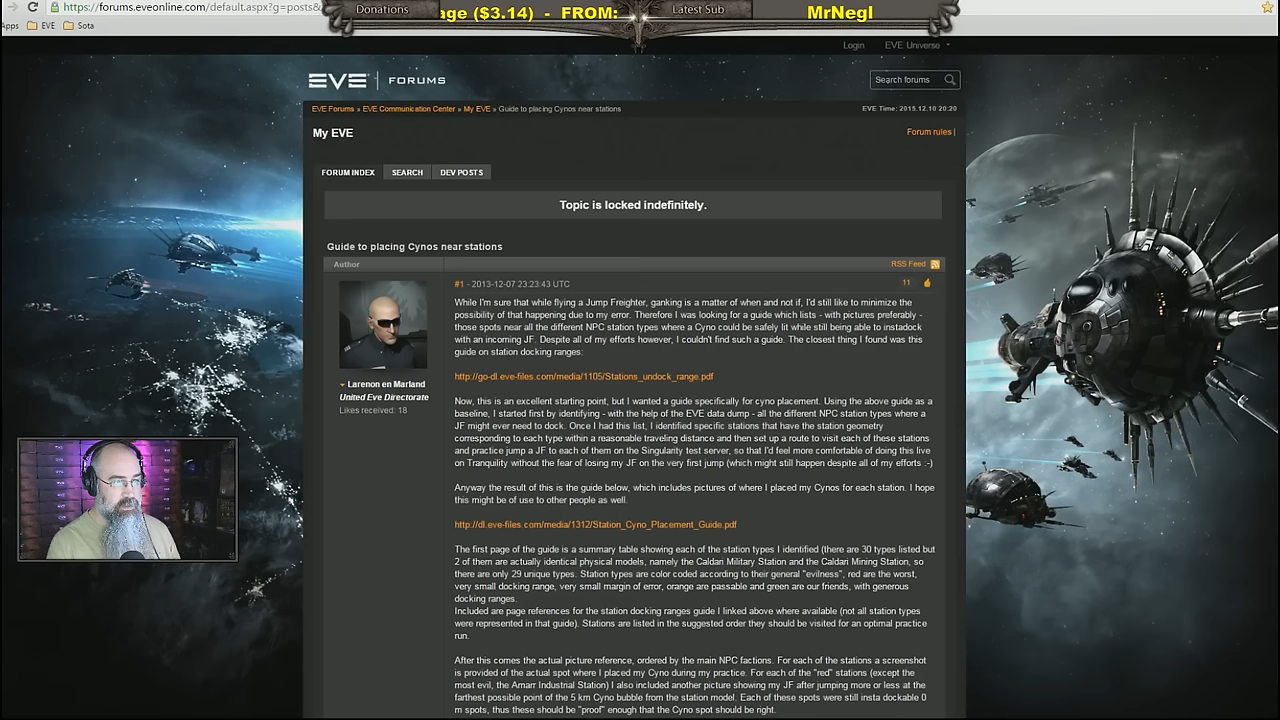 https://forums.eveonline.com/default.aspx?g=posts&
Donations
age ($3.14) - FROM:
Latest Sub
MrNegl
Apps EVE Sota
Login EVE Universe
EVE FORUMS
Search forums
EVE Forums » EVE Communication Center » My EVE » Guide to placing Cynos near stations
EVE Time: 2015.12.10 20:20
My EVE
Forum rules |
FORUM INDEX SEARCH DEV POSTS
Topic is locked indefinitely.
Guide to placing Cynos near stations
Author
RSS Feed
#1 - 2013-12-07 23:23:43 UTC
11
Larenon en Marland
United Eve Directorate
Likes received: 18
While I'm sure that while flying a Jump Freighter, ganking is a matter of when and not if, I'd still like to minimize the
possibility of that happening due to my error. Therefore I was looking for a guide which lists - with pictures preferably -
those spots near all the different NPC station types where a Cyno could be safely lit while still being able to instadock
with an incoming JF. Despite all of my efforts however, I couldn't find such a guide. The closest thing I found was this
guide on station docking ranges:
http://go-dl.eve-files.com/media/1105/Stations_undock_range.pdf
Now, this is an excellent starting point, but I wanted a guide specifically for cyno placement. Using the above guide as a
baseline, I started first by identifying - with the help of the EVE data dump - all the different NPC station types where a
JF might ever need to dock. Once I had this list, I identified specific stations that have the station geometry
corresponding to each type within a reasonable traveling distance and then set up a route to visit each of these stations
and practice jump a JF to each of them on the Singularity test server, so that I'd feel more comfortable of doing this live
on Tranquility without the fear of losing my JF on the very first jump (which might still happen despite all of my efforts :-)
Anyway the result of this is the guide below, which includes pictures of where I placed my Cynos for each station. I hope
this might be of use to other people as well.
http://dl.eve-files.com/media/1312/Station_Cyno_Placement_Guide.pdf
The first page of the guide is a summary table showing each of the station types I identified (there are 30 types listed but
2 of them are actually identical physical models, namely the Caldari Military Station and the Caldari Mining Station, so
there are only 29 unique types. Station types are color coded according to their general "evilness", red are the worst,
very small docking range, very small margin of error, orange are passable and green are our friends, with generous
docking ranges.
Included are page references for the station docking ranges guide I linked above where available (not all station types
were represented in that guide). Stations are listed in the suggested order they should be visited for an optimal practice
run.
After this comes the actual picture reference, ordered by the main NPC factions. For each of the stations a screenshot
is provided of the actual spot where I placed my Cyno during my practice. For each of the "red" stations (except the
most evil, the Amarr Industrial Station) I also included another picture showing my JF after jumping more or less at the
farthest possible point of the 5 km Cyno bubble from the station model. Each of these spots were still insta dockable 0
m spots, thus these should be "proof" enough that the Cyno spot should be right.